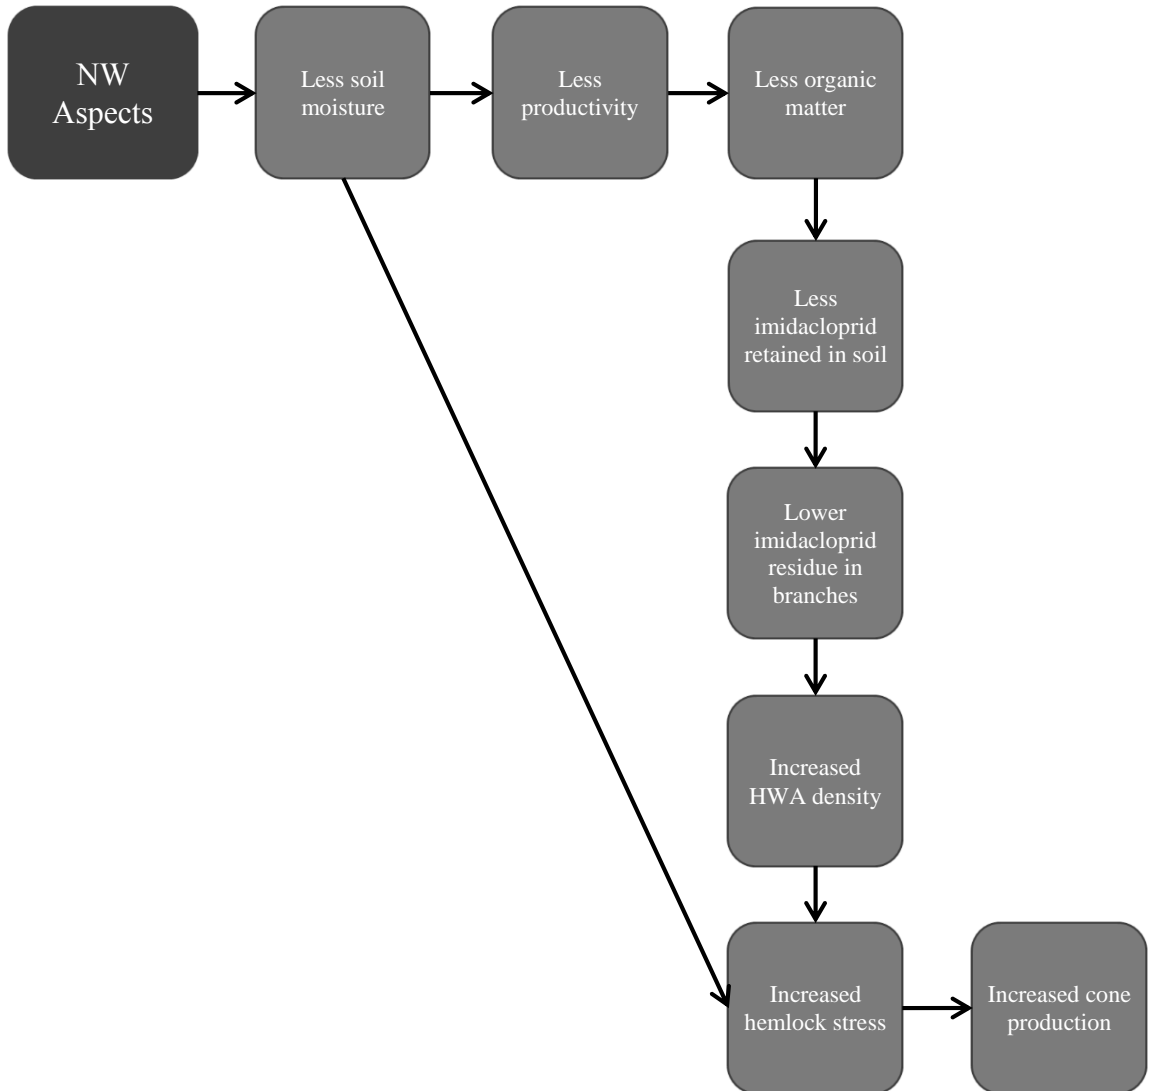 NW
Aspects
Less soil
moisture
Less
productivity
Less organic
matter
Less
imidacloprid
retained in soil
Lower
imidacloprid
residue in
branches
Increased
HWA density
Increased
hemlock stress
Increased cone
production